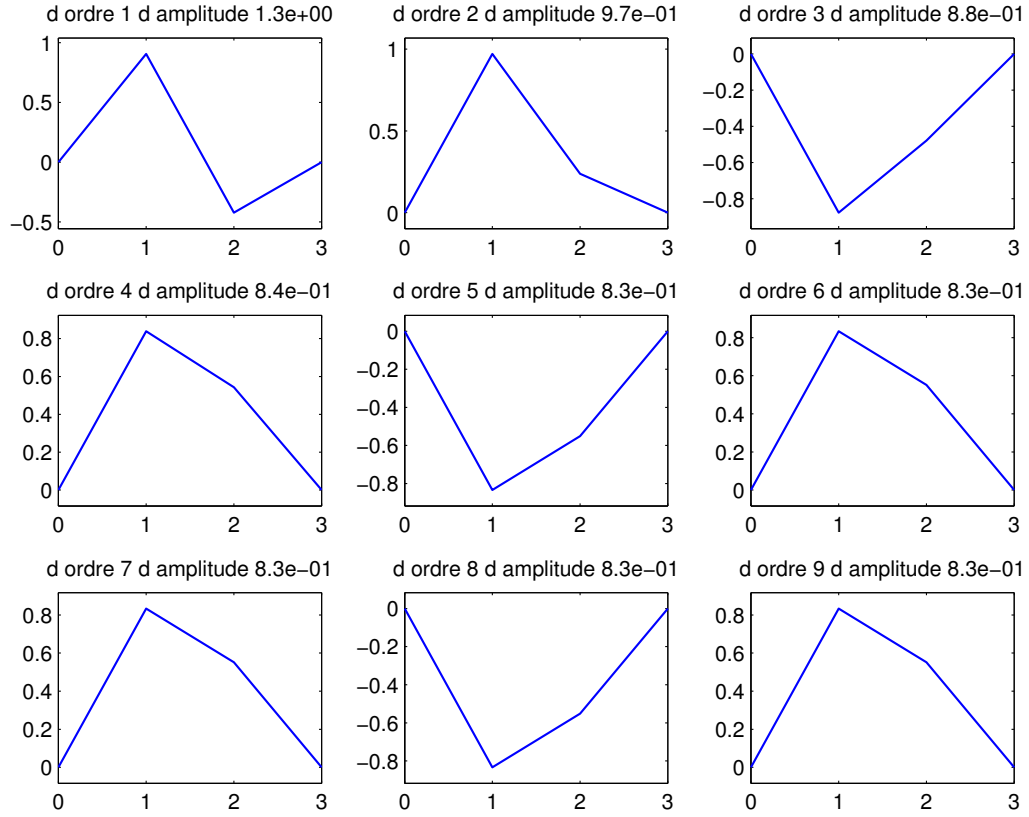 d ordre 1 d amplitude 1.3e+00
d ordre 2 d amplitude 9.7e−01
d ordre 3 d amplitude 8.8e−01
1
0.5
0
−0.5
0 1 2 3
1
0.5
0
0 1 2 3
0
−0.2
−0.4
−0.6
−0.8
0 1 2 3
d ordre 4 d amplitude 8.4e−01
d ordre 5 d amplitude 8.3e−01
d ordre 6 d amplitude 8.3e−01
0.8
0.6
0.4
0.2
0
0 1 2 3
0
−0.2
−0.4
−0.6
−0.8
0 1 2 3
0.8
0.6
0.4
0.2
0
0 1 2 3
d ordre 7 d amplitude 8.3e−01
d ordre 8 d amplitude 8.3e−01
d ordre 9 d amplitude 8.3e−01
0.8
0.6
0.4
0.2
0
0 1 2 3
0
−0.2
−0.4
−0.6
−0.8
0 1 2 3
0.8
0.6
0.4
0.2
0
0 1 2 3